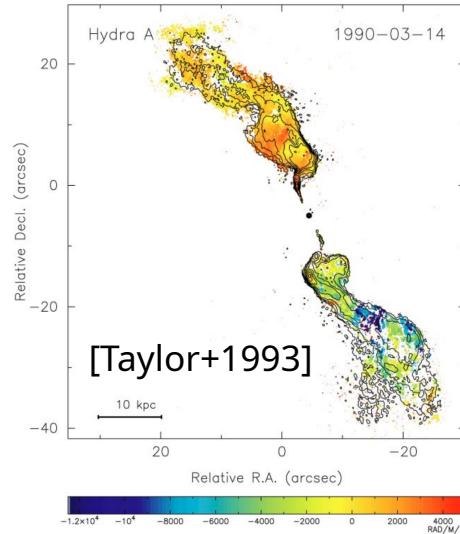 Hydra A 1990-03-14
20
0
-20
-40
Relative Decl. (arcsec)
[Taylor+1993]
10 kpc
20 0 -20
Relative R.A. (arcsec)
-1.2×10⁴ -10⁴ -8000 -6000 -4000 -2000 0 2000 4000
RAD/M/